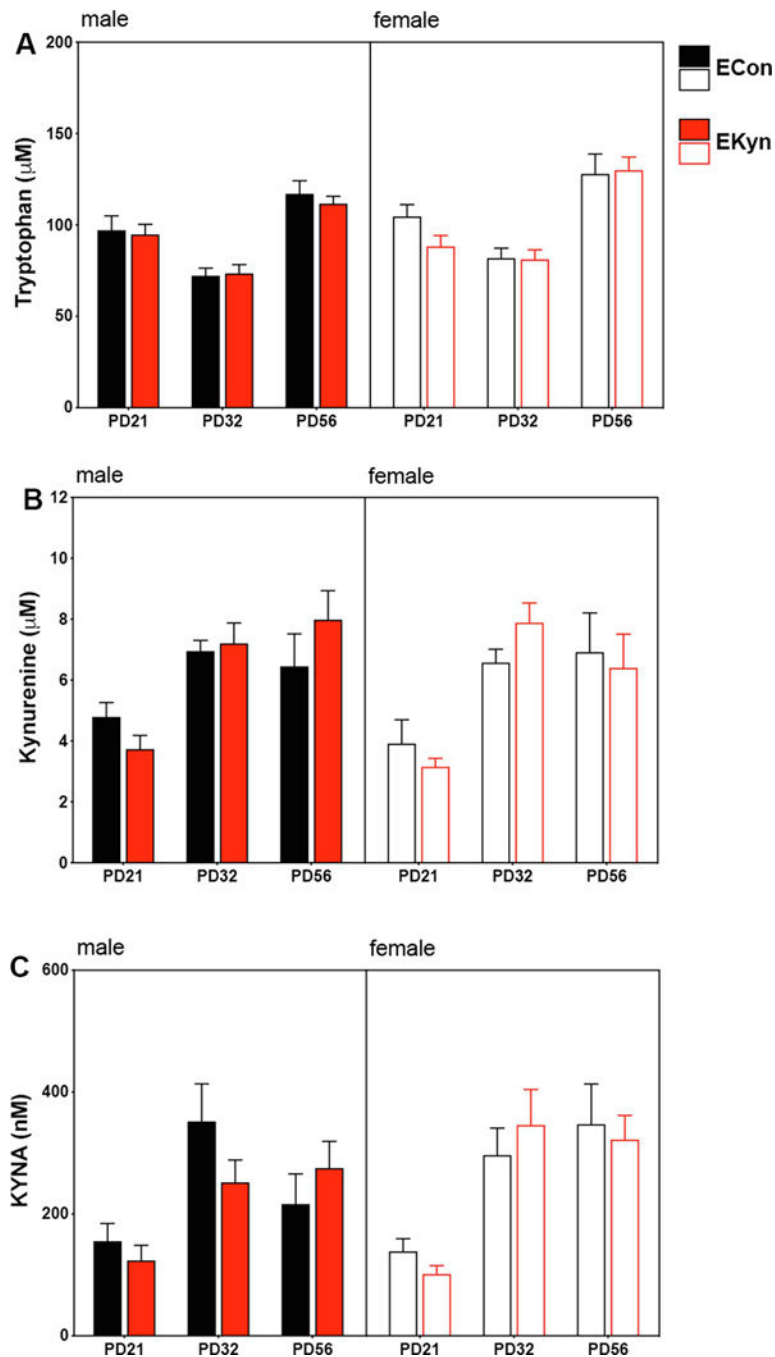 A
male
female
200
150
100
50
0
Tryptophan (μM)
PD21 PD32 PD56 PD21 PD32 PD56
ECon
EKyn
B
male
female
12
10
8
6
4
2
0
Kynurenine (μM)
PD21 PD32 PD56 PD21 PD32 PD56
C
male
female
600
400
200
0
KYNA (nM)
PD21 PD32 PD56 PD21 PD32 PD56